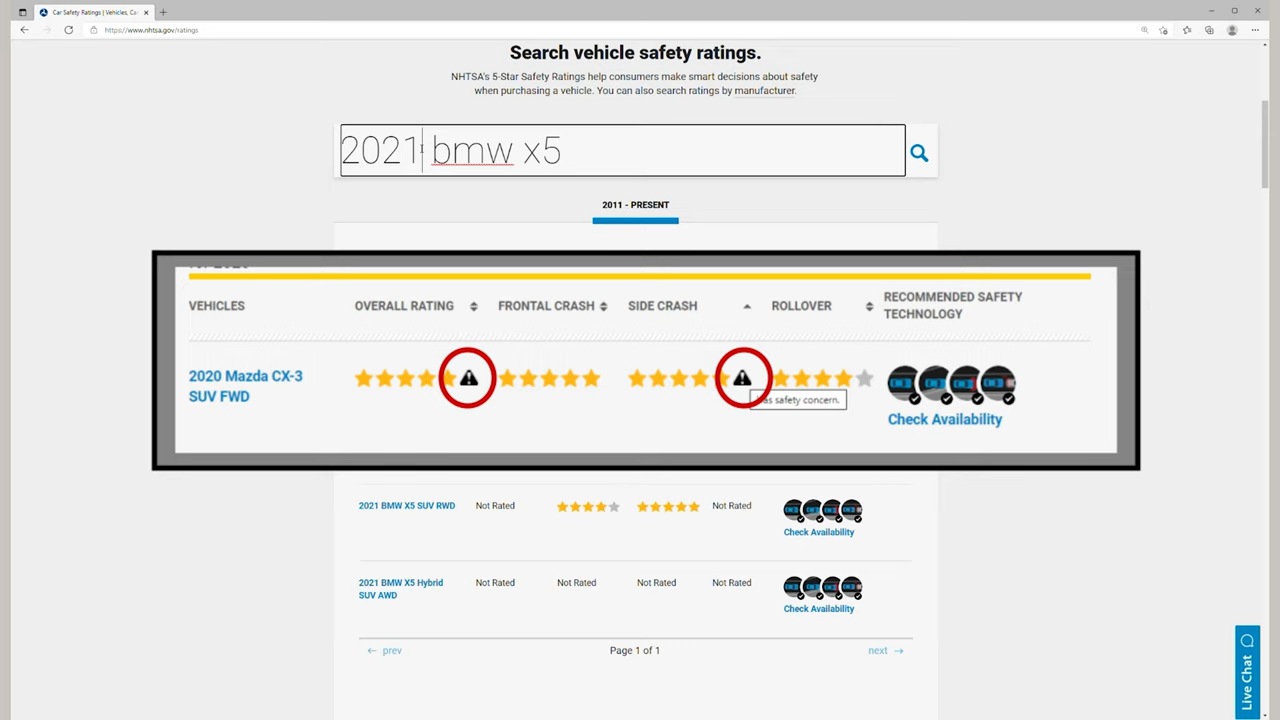 Car Safety Ratings | Vehicles, Ca
https://www.nhtsa.gov/ratings
Search vehicle safety ratings.
NHTSA's 5-Star Safety Ratings help consumers make smart decisions about safety
when purchasing a vehicle. You can also search ratings by manufacturer.
2021 bmw x5
2011 - PRESENT
VEHICLES OVERALL RATING FRONTAL CRASH SIDE CRASH ROLLOVER RECOMMENDED SAFETY
TECHNOLOGY
2020 Mazda CX-3
SUV FWD
safety concern.
Check Availability
2021 BMW X5 SUV RWD Not Rated Not Rated
Check Availability
2021 BMW X5 Hybrid Not Rated Not Rated Not Rated Not Rated
SUV AWD
Check Availability
← prev Page 1 of 1 next →
Live Chat